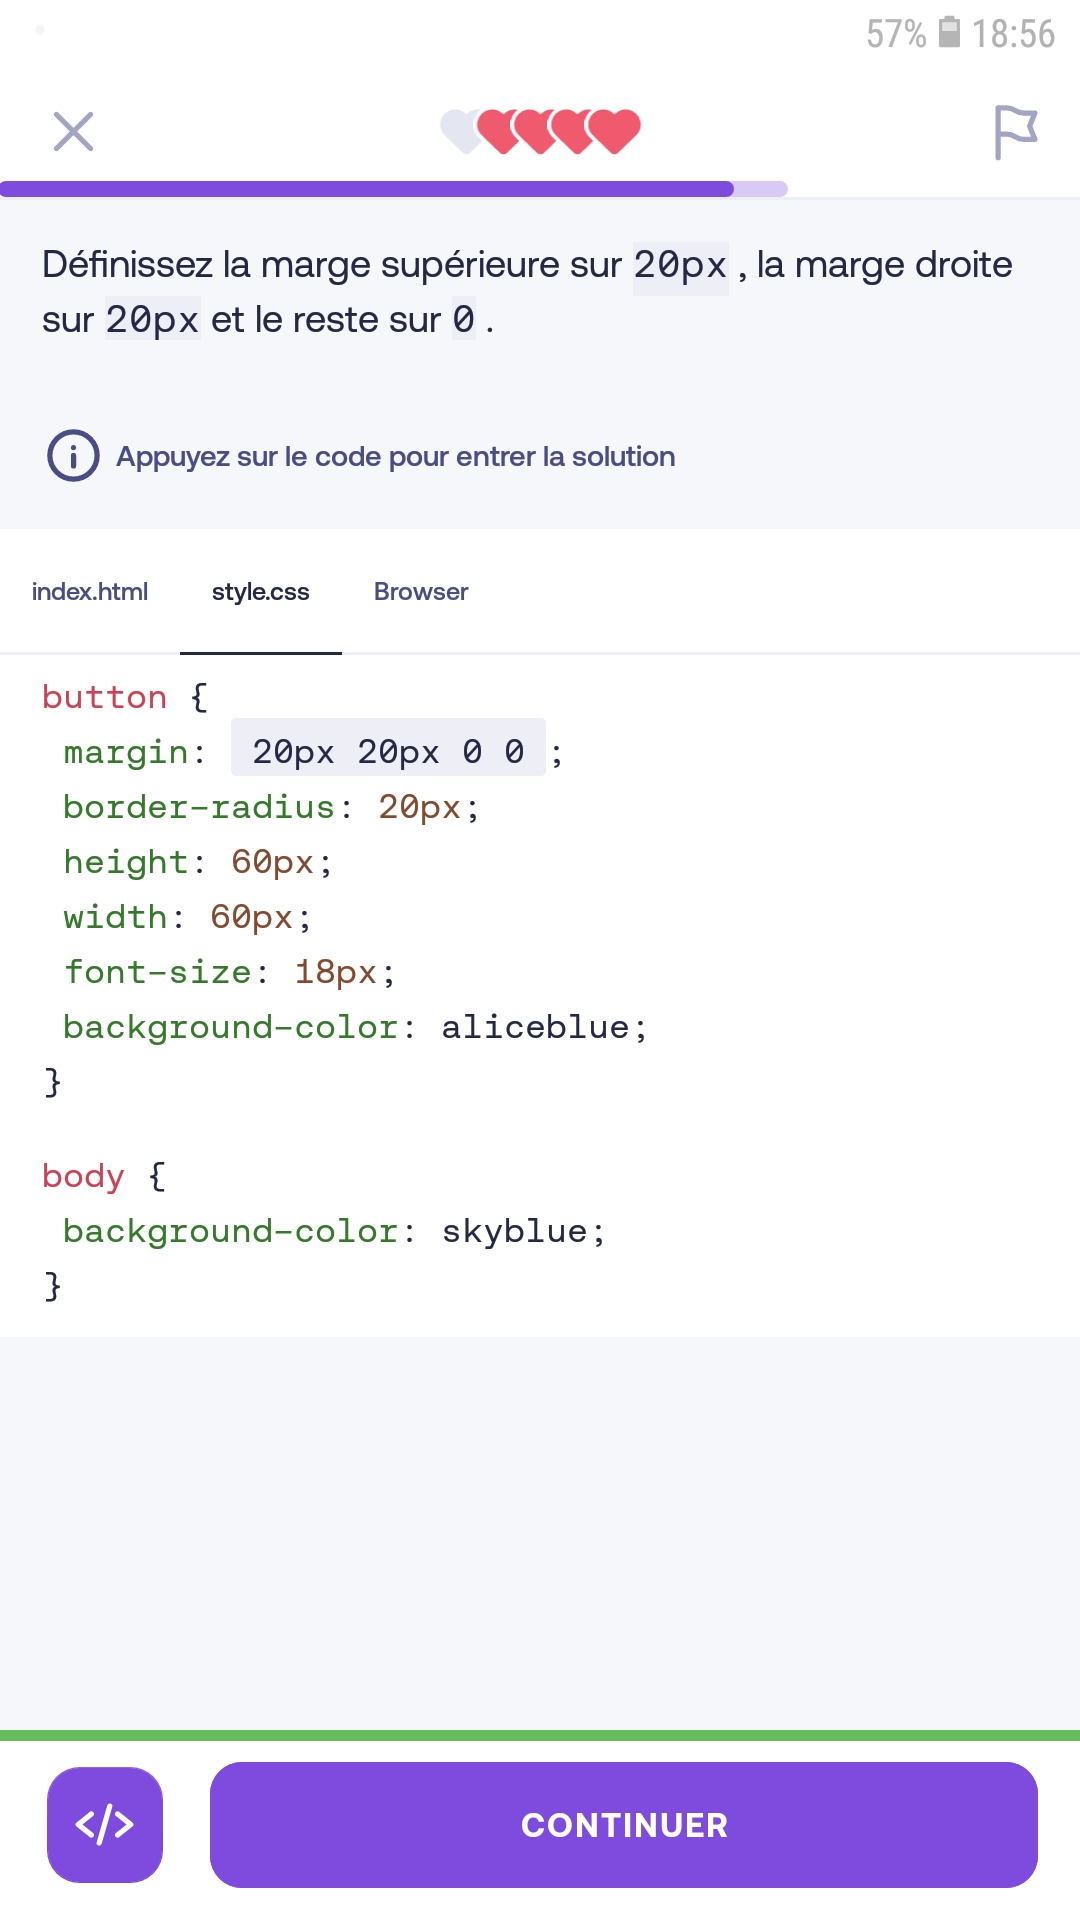 57% 18:56
Définissez la marge supérieure sur 20px , la marge droite
sur 20px et le reste sur 0 .
Appuyez sur le code pour entrer la solution
index.html style.css Browser
button {
margin: 20px 20px 0 0 ;
border-radius: 20px;
height: 60px;
width: 60px;
font-size: 18px;
background-color: aliceblue;
}
body {
background-color: skyblue;
}
</> CONTINUER